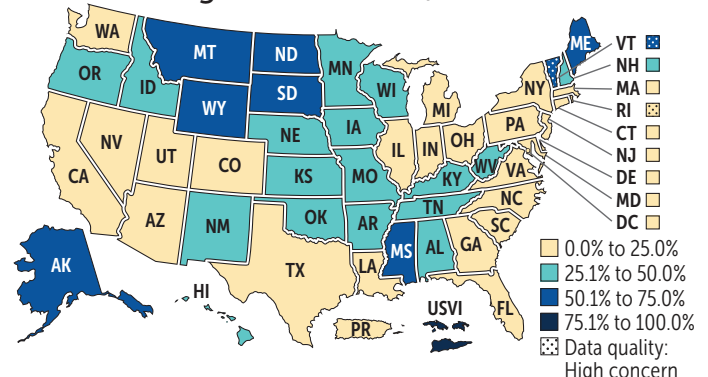 WA
MT
ND
MN
ME
VT
NH
OR
ID
WI
MA
SD
NY
WY
MI
RI
IA
PA
CT
NE
IL
IN
OH
NJ
NV
UT
CO
WV
DE
CA
KS
MO
KY
VA
MD
NC
DC
TN
AZ
NM
OK
AR
SC
MS
AL
GA
0.0% to 25.0%
AK
TX
LA
25.1% to 50.0%
HI
50.1% to 75.0%
USVI
FL
75.1% to 100.0%
PR
Data quality:
High concern